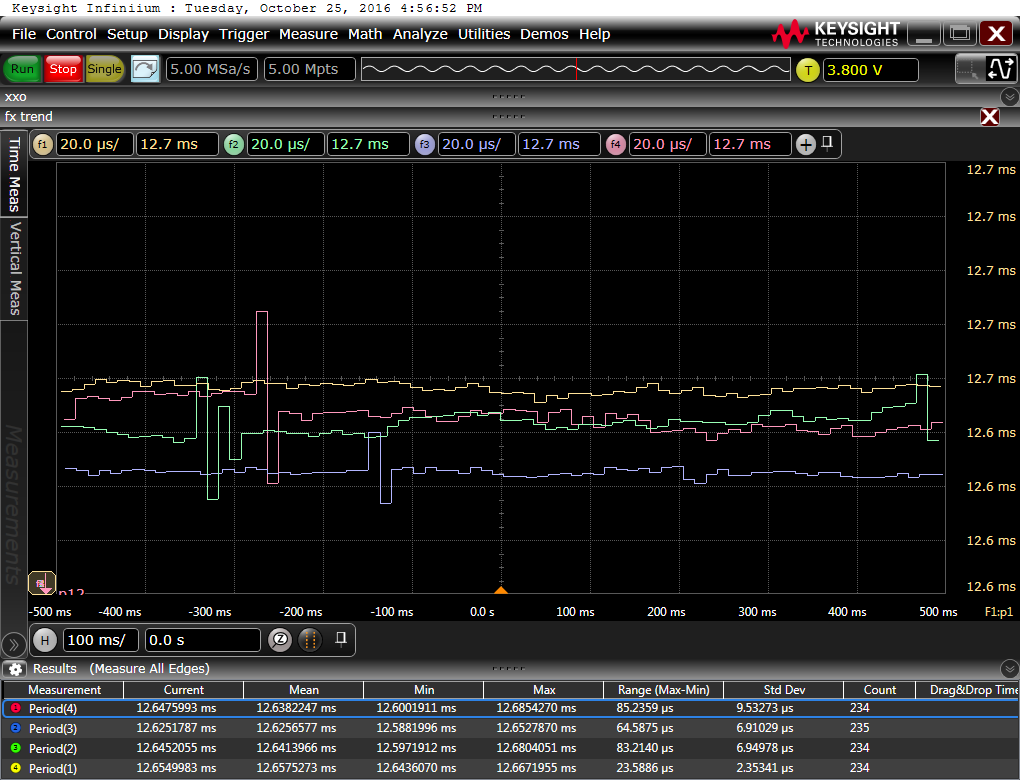 Keysight Infiniium : Tuesday, October 25, 2016 4:56:52 PM
File Control Setup Display Trigger Measure Math Analyze Utilities Demos Help
KEYSIGHT
TECHNOLOGIES
Run Stop Single 5.00 MSa/s 5.00 Mpts T 3.800 V
xxo
fx trend
Time Meas
Vertical Meas
Measurements
f1 20.0 µs/ 12.7 ms f2 20.0 µs/ 12.7 ms f3 20.0 µs/ 12.7 ms f4 20.0 µs/ 12.7 ms
12.7 ms
12.7 ms
12.7 ms
12.7 ms
12.7 ms
12.6 ms
12.6 ms
12.6 ms
12.6 ms
-500 ms -400 ms -300 ms -200 ms -100 ms 0.0 s 100 ms 200 ms 300 ms 400 ms 500 ms F1:p1
H 100 ms/ 0.0 s
Results (Measure All Edges)
Measurement Current Mean Min Max Range (Max-Min) Std Dev Count Drag&Drop Time
1 Period(4) 12.6475993 ms 12.6382247 ms 12.6001911 ms 12.6854270 ms 85.2359 µs 9.53273 µs 234
2 Period(3) 12.6251787 ms 12.6256577 ms 12.5881996 ms 12.6527870 ms 64.5875 µs 6.91029 µs 235
3 Period(2) 12.6452055 ms 12.6413966 ms 12.5971912 ms 12.6804051 ms 83.2140 µs 6.94978 µs 234
4 Period(1) 12.6549983 ms 12.6575273 ms 12.6436070 ms 12.6671955 ms 23.5886 µs 2.35341 µs 234